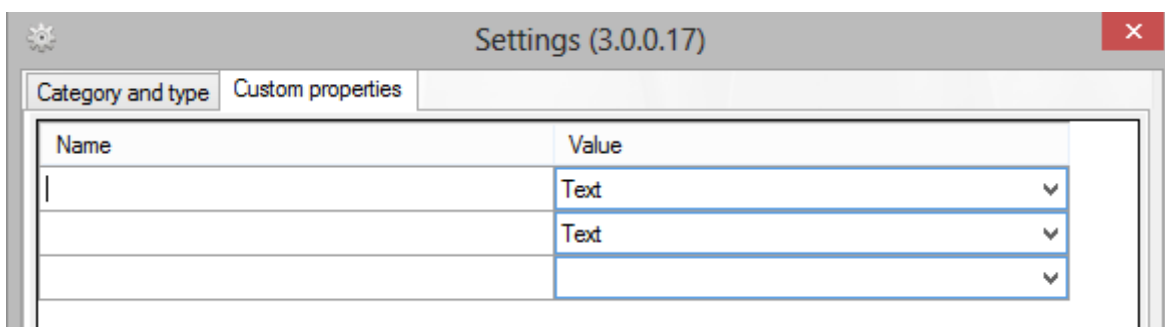 Settings (3.0.0.17)
Category and type Custom properties
Name Value
Text
Text